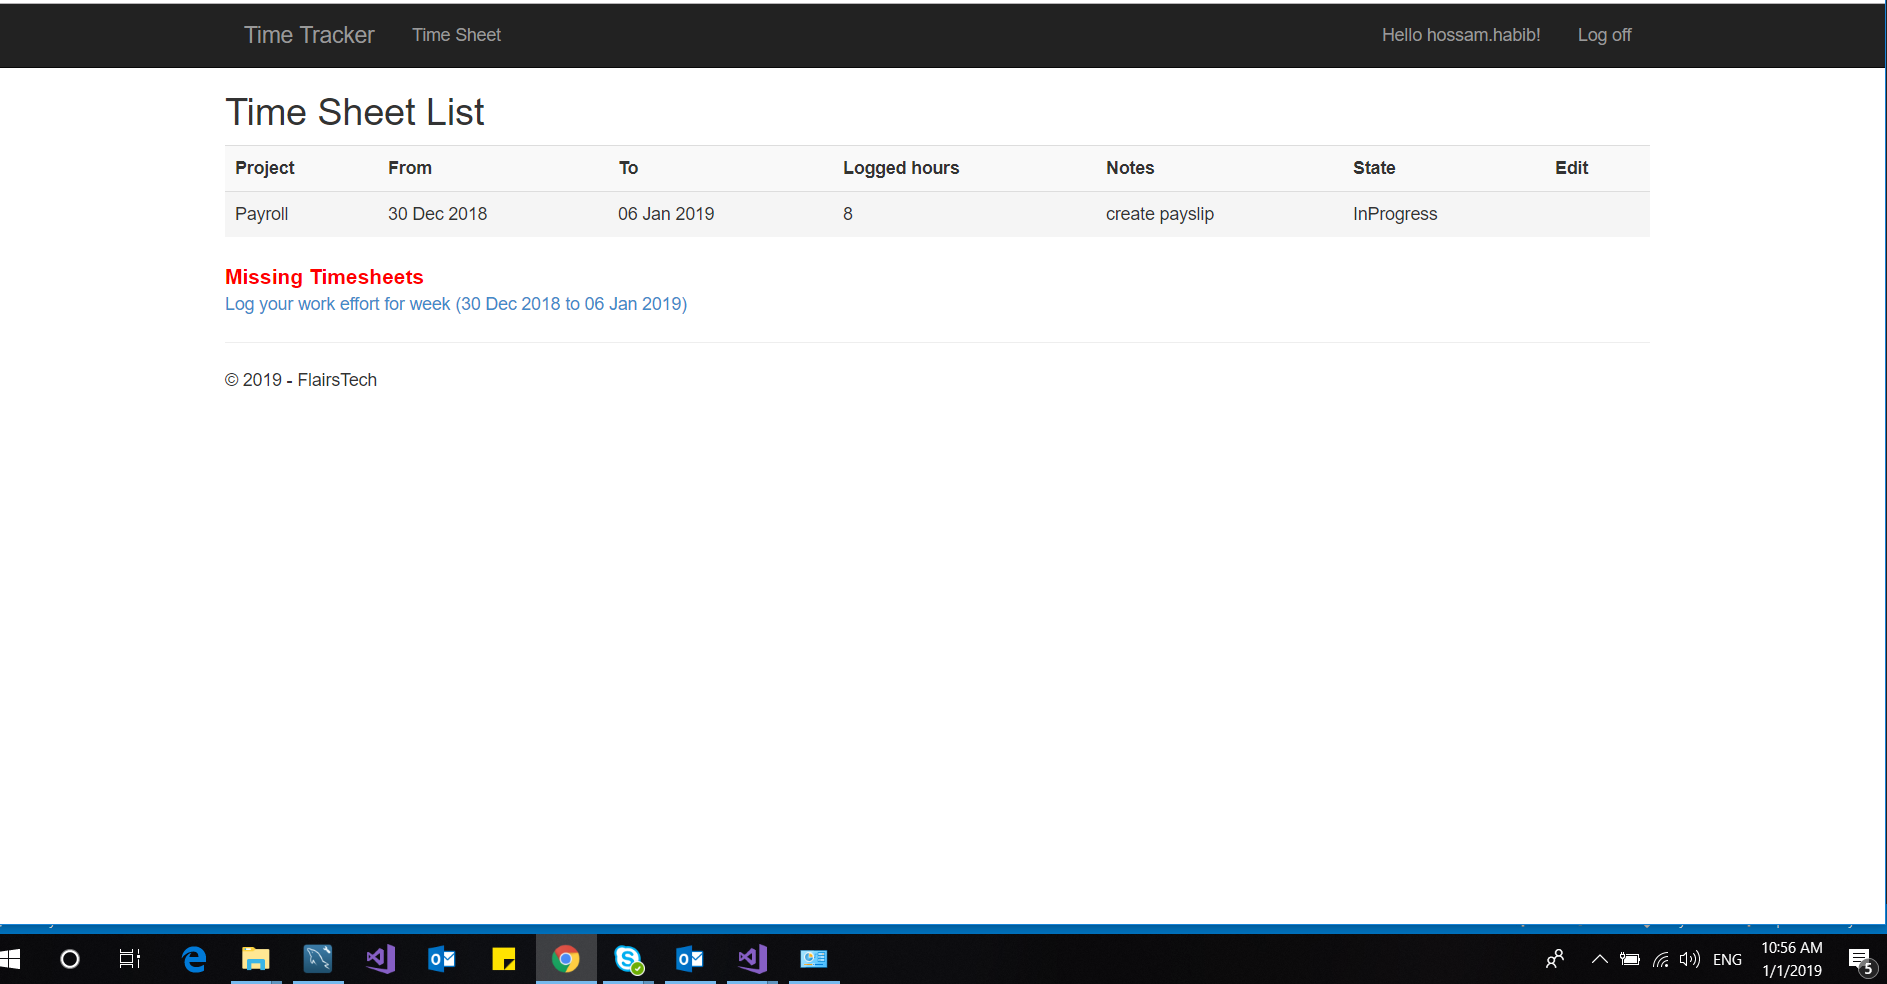 Time Tracker Time Sheet Hello hossam.habib! Log off
Time Sheet List
Project From To Logged hours Notes State Edit
Payroll 30 Dec 2018 06 Jan 2019 8 create payslip InProgress
Missing Timesheets
Log your work effort for week (30 Dec 2018 to 06 Jan 2019)
© 2019 - FlairsTech
ENG 10:56 AM
1/1/2019 5